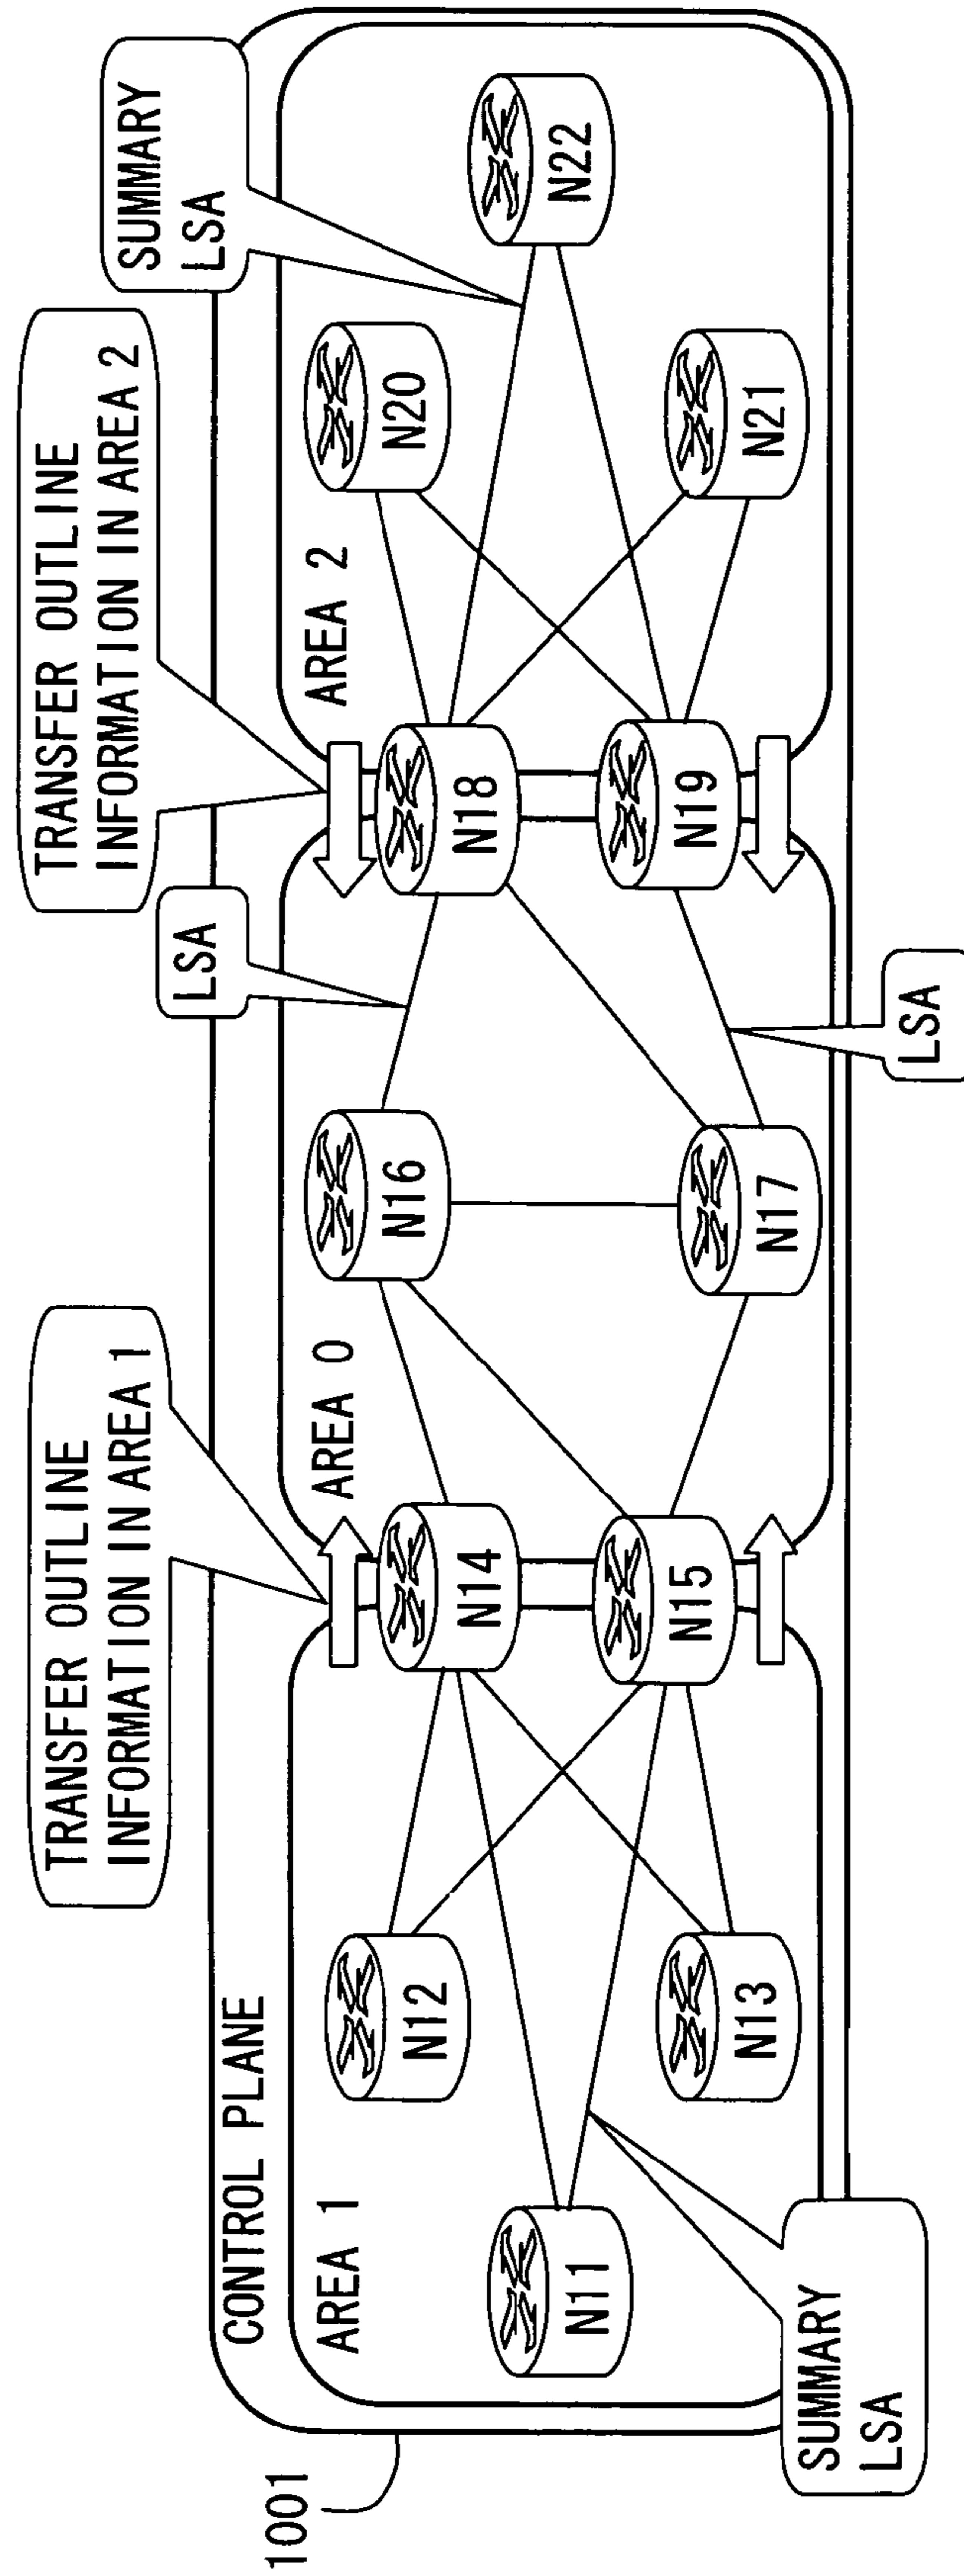 1001
CONTROL PLANE
AREA 1
N11
N12
N13
SUMMARY
LSA
TRANSFER OUTLINE
INFORMATION IN AREA 1
N14
N15
AREA 0
N16
N17
LSA
LSA
TRANSFER OUTLINE
INFORMATION IN AREA 2
N18
N19
AREA 2
N20
N21
N22
SUMMARY
LSA